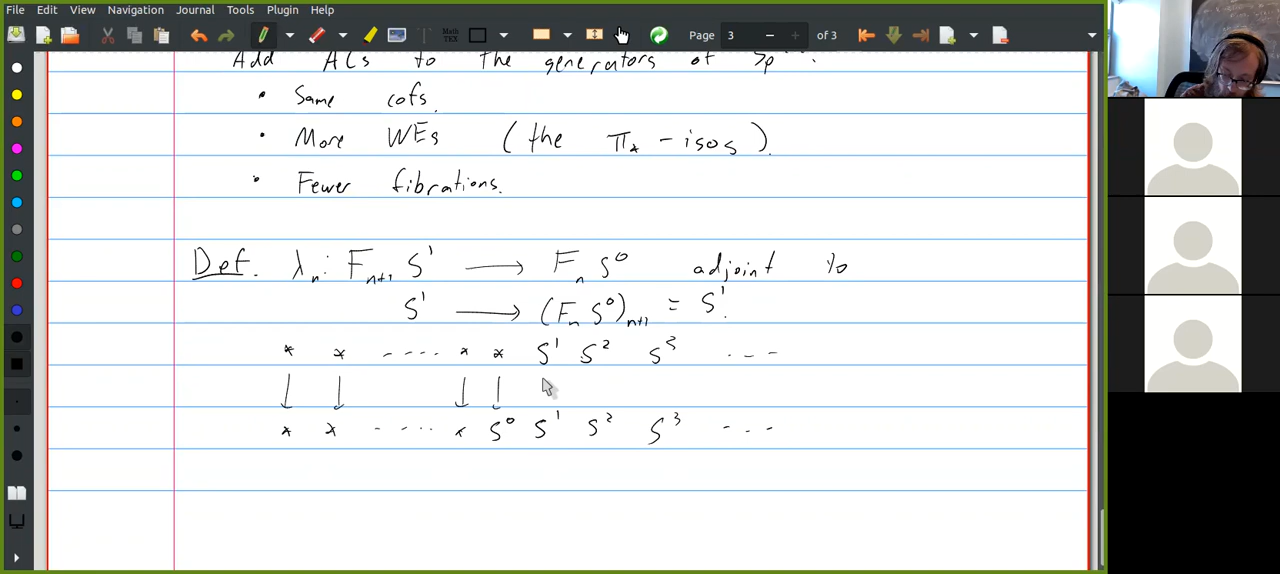 File Edit View Navigation Journal Tools Plugin Help
Math TEX Page 3 of 3
Add ACs to the generators of Sp
• Same cofs.
• More WEs (the π⁎ - isos).
• Fewer fibrations.
Def. λₙ: Fₙ₊₁ S¹ ⟶ Fₙ S⁰ adjoint to
S¹ ⟶ (Fₙ S⁰)ₙ₊₁ = S¹.
* * ..... * * S¹ S² S³ ...
↓ ↓ ↓ ↓
* * ..... * S⁰ S¹ S² S³ ...